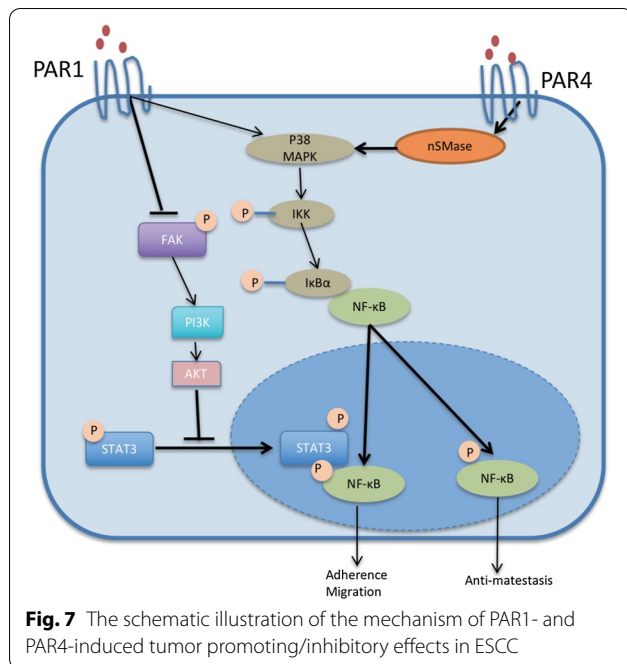 PAR1
PAR4
P38
MAPK
nSMase
P
IKK
P
FAK
P
IκBα
NF-κB
PI3K
AKT
P
STAT3
P
STAT3
P
NF-κB
P
NF-κB
Adherence
Migration
Anti-matestasis
Fig. 7 The schematic illustration of the mechanism of PAR1- and
PAR4-induced tumor promoting/inhibitory effects in ESCC